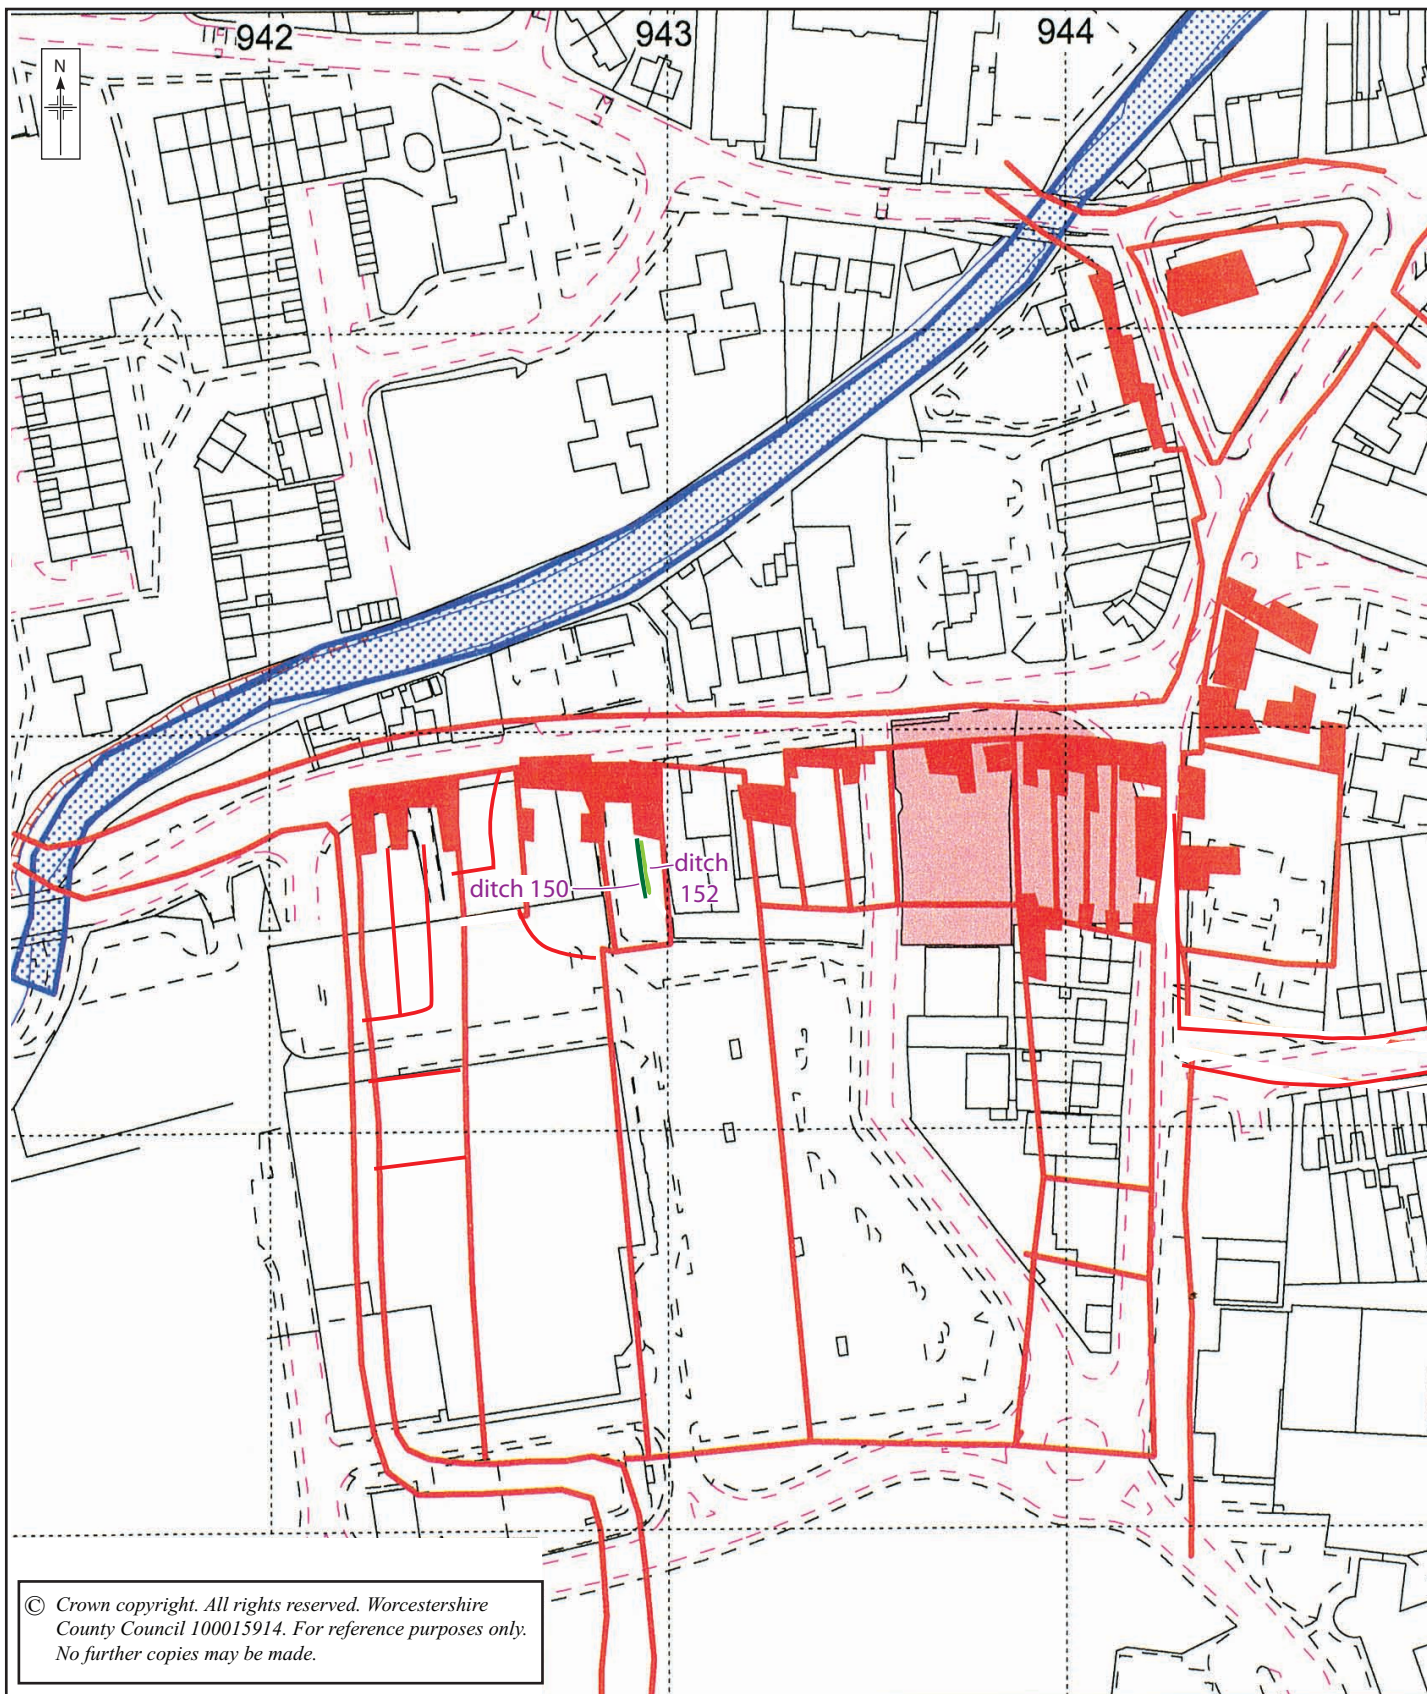 942
943
944
N
ditch 150
ditch
152
© Crown copyright. All rights reserved. Worcestershire
County Council 100015914. For reference purposes only.
No further copies may be made.